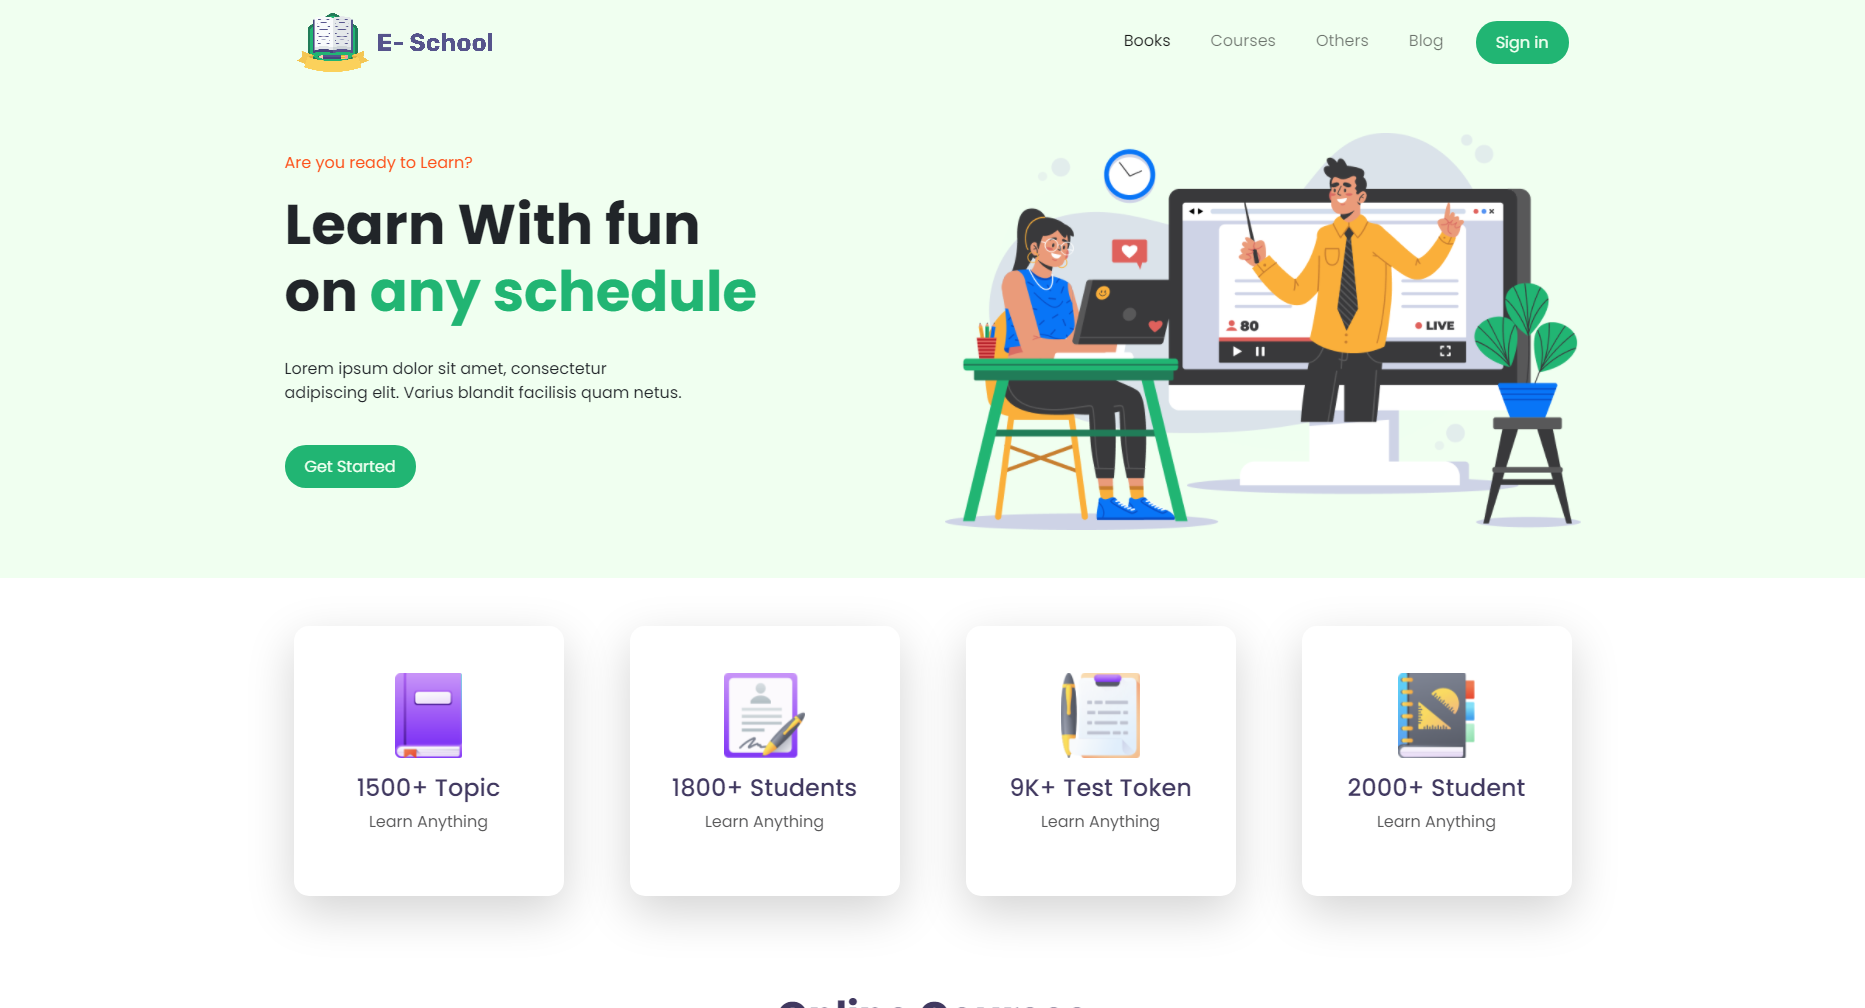 E- School
Books
Courses
Others
Blog
Sign in
Are you ready to Learn?
Learn With fun
on any schedule
Lorem ipsum dolor sit amet, consectetur
adipiscing elit. Varius blandit facilisis quam netus.
Get Started
80
LIVE
1500+ Topic
Learn Anything
1800+ Students
Learn Anything
9K+ Test Token
Learn Anything
2000+ Student
Learn Anything
Online Courses